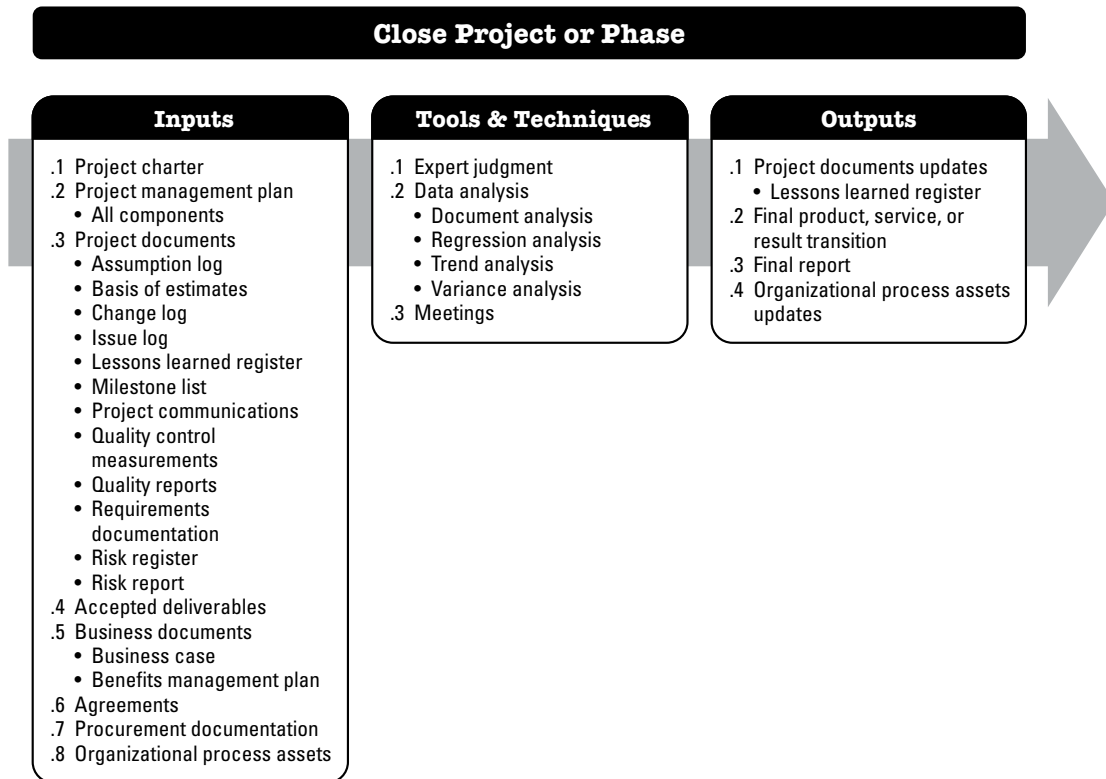 Close Project or Phase
Inputs
.1 Project charter
.2 Project management plan
• All components
.3 Project documents
• Assumption log
• Basis of estimates
• Change log
• Issue log
• Lessons learned register
• Milestone list
• Project communications
• Quality control
measurements
• Quality reports
• Requirements
documentation
• Risk register
• Risk report
.4 Accepted deliverables
.5 Business documents
• Business case
• Benefits management plan
.6 Agreements
.7 Procurement documentation
.8 Organizational process assets
Tools & Techniques
.1 Expert judgment
.2 Data analysis
• Document analysis
• Regression analysis
• Trend analysis
• Variance analysis
.3 Meetings
Outputs
.1 Project documents updates
• Lessons learned register
.2 Final product, service, or
result transition
.3 Final report
.4 Organizational process assets
updates